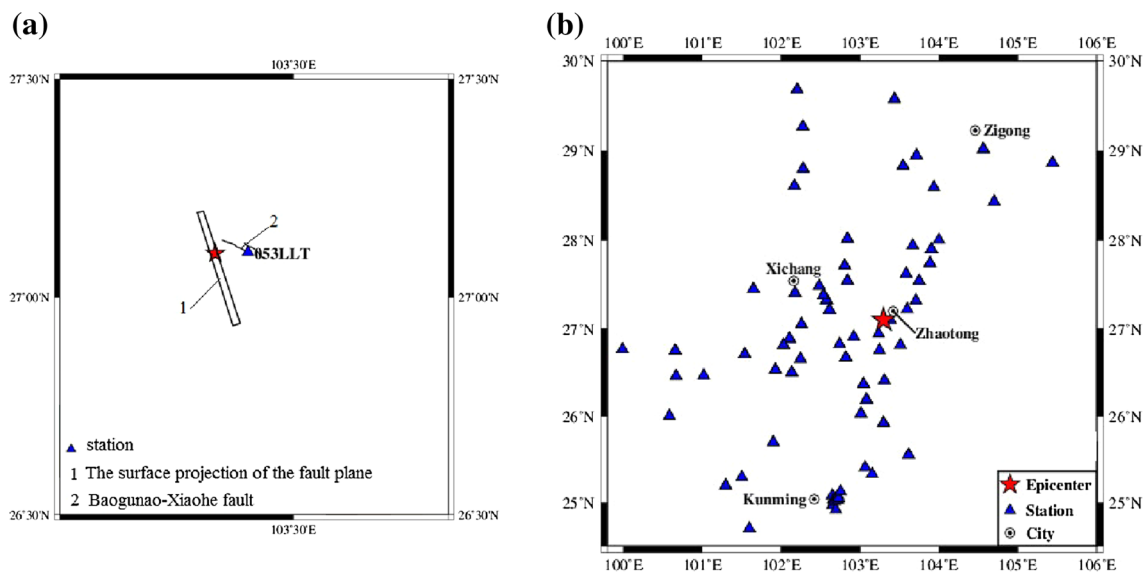 (a)
103°30'E
27°30'N
27°30'N
2
053LLT
1
27°00'N
27°00'N
station
1 The surface projection of the fault plane
2 Baogunao-Xiaohe fault
26°30'N
26°30'N
103°30'E
(b)
100°E 101°E 102°E 103°E 104°E 105°E 106°E
30°N
30°N
Zigong
29°N
29°N
28°N
28°N
Xichang
27°N
27°N
Zhaotong
26°N
26°N
Kunming
25°N
25°N
Epicenter
Station
City
100°E 101°E 102°E 103°E 104°E 105°E 106°E